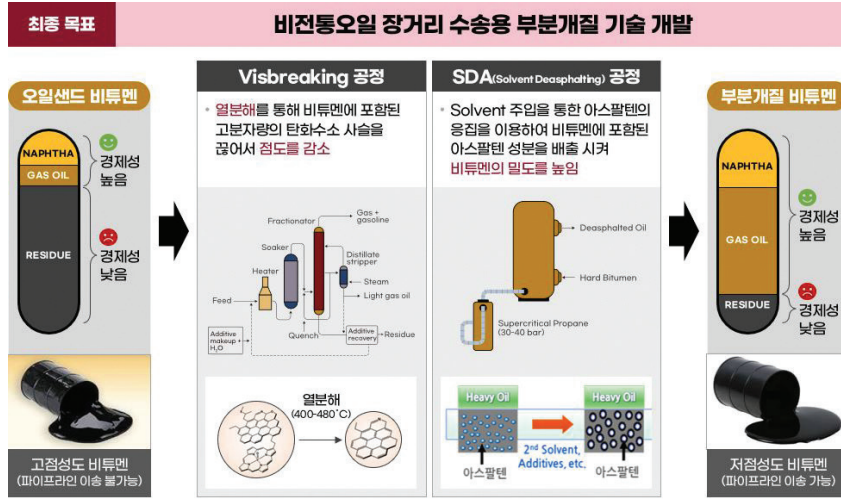 최종 목표
비전통오일 장거리 수송용 부분개질 기술 개발
오일샌드 비튜멘
NAPHTHA
GAS OIL
RESIDUE
경제성
높음
경제성
낮음
고점성도 비튜멘
(파이프라인 이송 불가능)
Visbreaking 공정
• 열분해를 통해 비튜멘에 포함된
고분자량의 탄화수소 사슬을
끊어서 점도를 감소
Gas +
gasoline
Fractionator
Soaker
Distillate
stripper
Heater
Steam
Feed
Light gas oil
Quench
Additive
makeup +
H₂O
Additive
recovery
Residue
열분해
(400-480˚C)
SDA(Solvent Deasphalting) 공정
• Solvent 주입을 통한 아스팔텐의
응집을 이용하여 비튜멘에 포함된
아스팔텐 성분을 배출 시켜
비튜멘의 밀도를 높임
Deasphalted Oil
Hard Bitumen
Supercritical Propane
(30-40 bar)
Heavy Oil
Heavy Oil
2nd Solvent,
Additives, etc.
아스팔텐
아스팔텐
부분개질 비튜멘
NAPHTHA
GAS OIL
RESIDUE
경제성
높음
경제성
낮음
저점성도 비튜멘
(파이프라인 이송 가능)